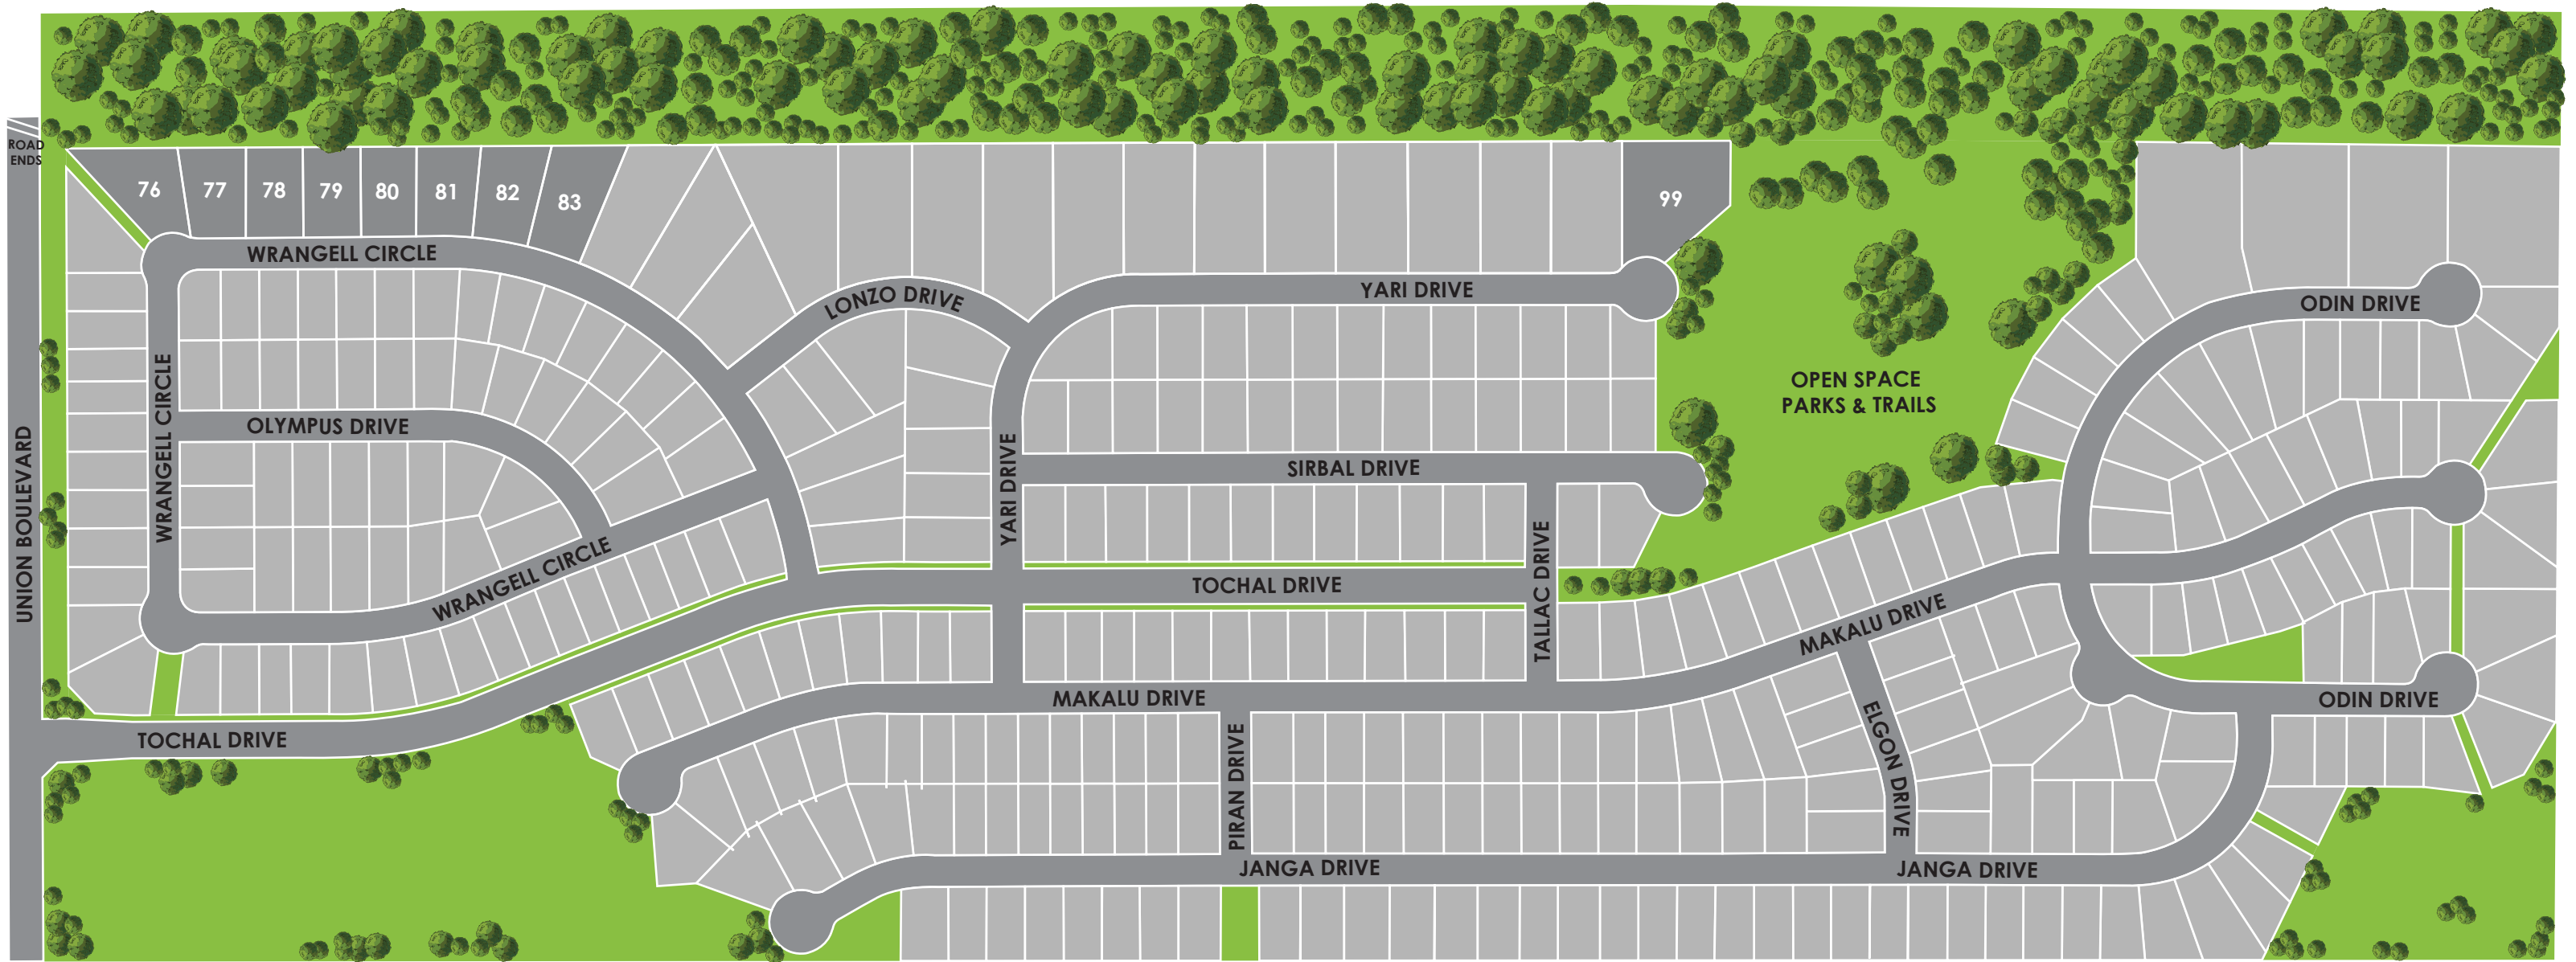 ROAD
ENDS
76
77
78
79
80
81
82
83
99
WRANGELL CIRCLE
LONZO DRIVE
YARI DRIVE
ODIN DRIVE
OPEN SPACE
PARKS & TRAILS
WRANGELL CIRCLE
OLYMPUS DRIVE
YARI DRIVE
SIRBAL DRIVE
UNION BOULEVARD
WRANGELL CIRCLE
TOCHAL DRIVE
TALLAC DRIVE
MAKALU DRIVE
MAKALU DRIVE
ODIN DRIVE
TOCHAL DRIVE
PIRAN DRIVE
ELGON DRIVE
JANGA DRIVE
JANGA DRIVE